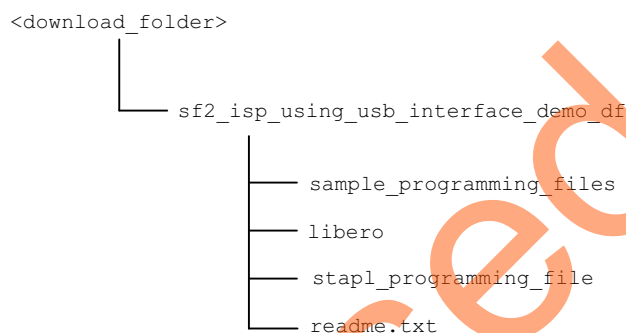 <download_folder>
sf2_isp_using_usb_interface_demo_df
sample_programming_files
libero
stapl_programming_file
readme.txt